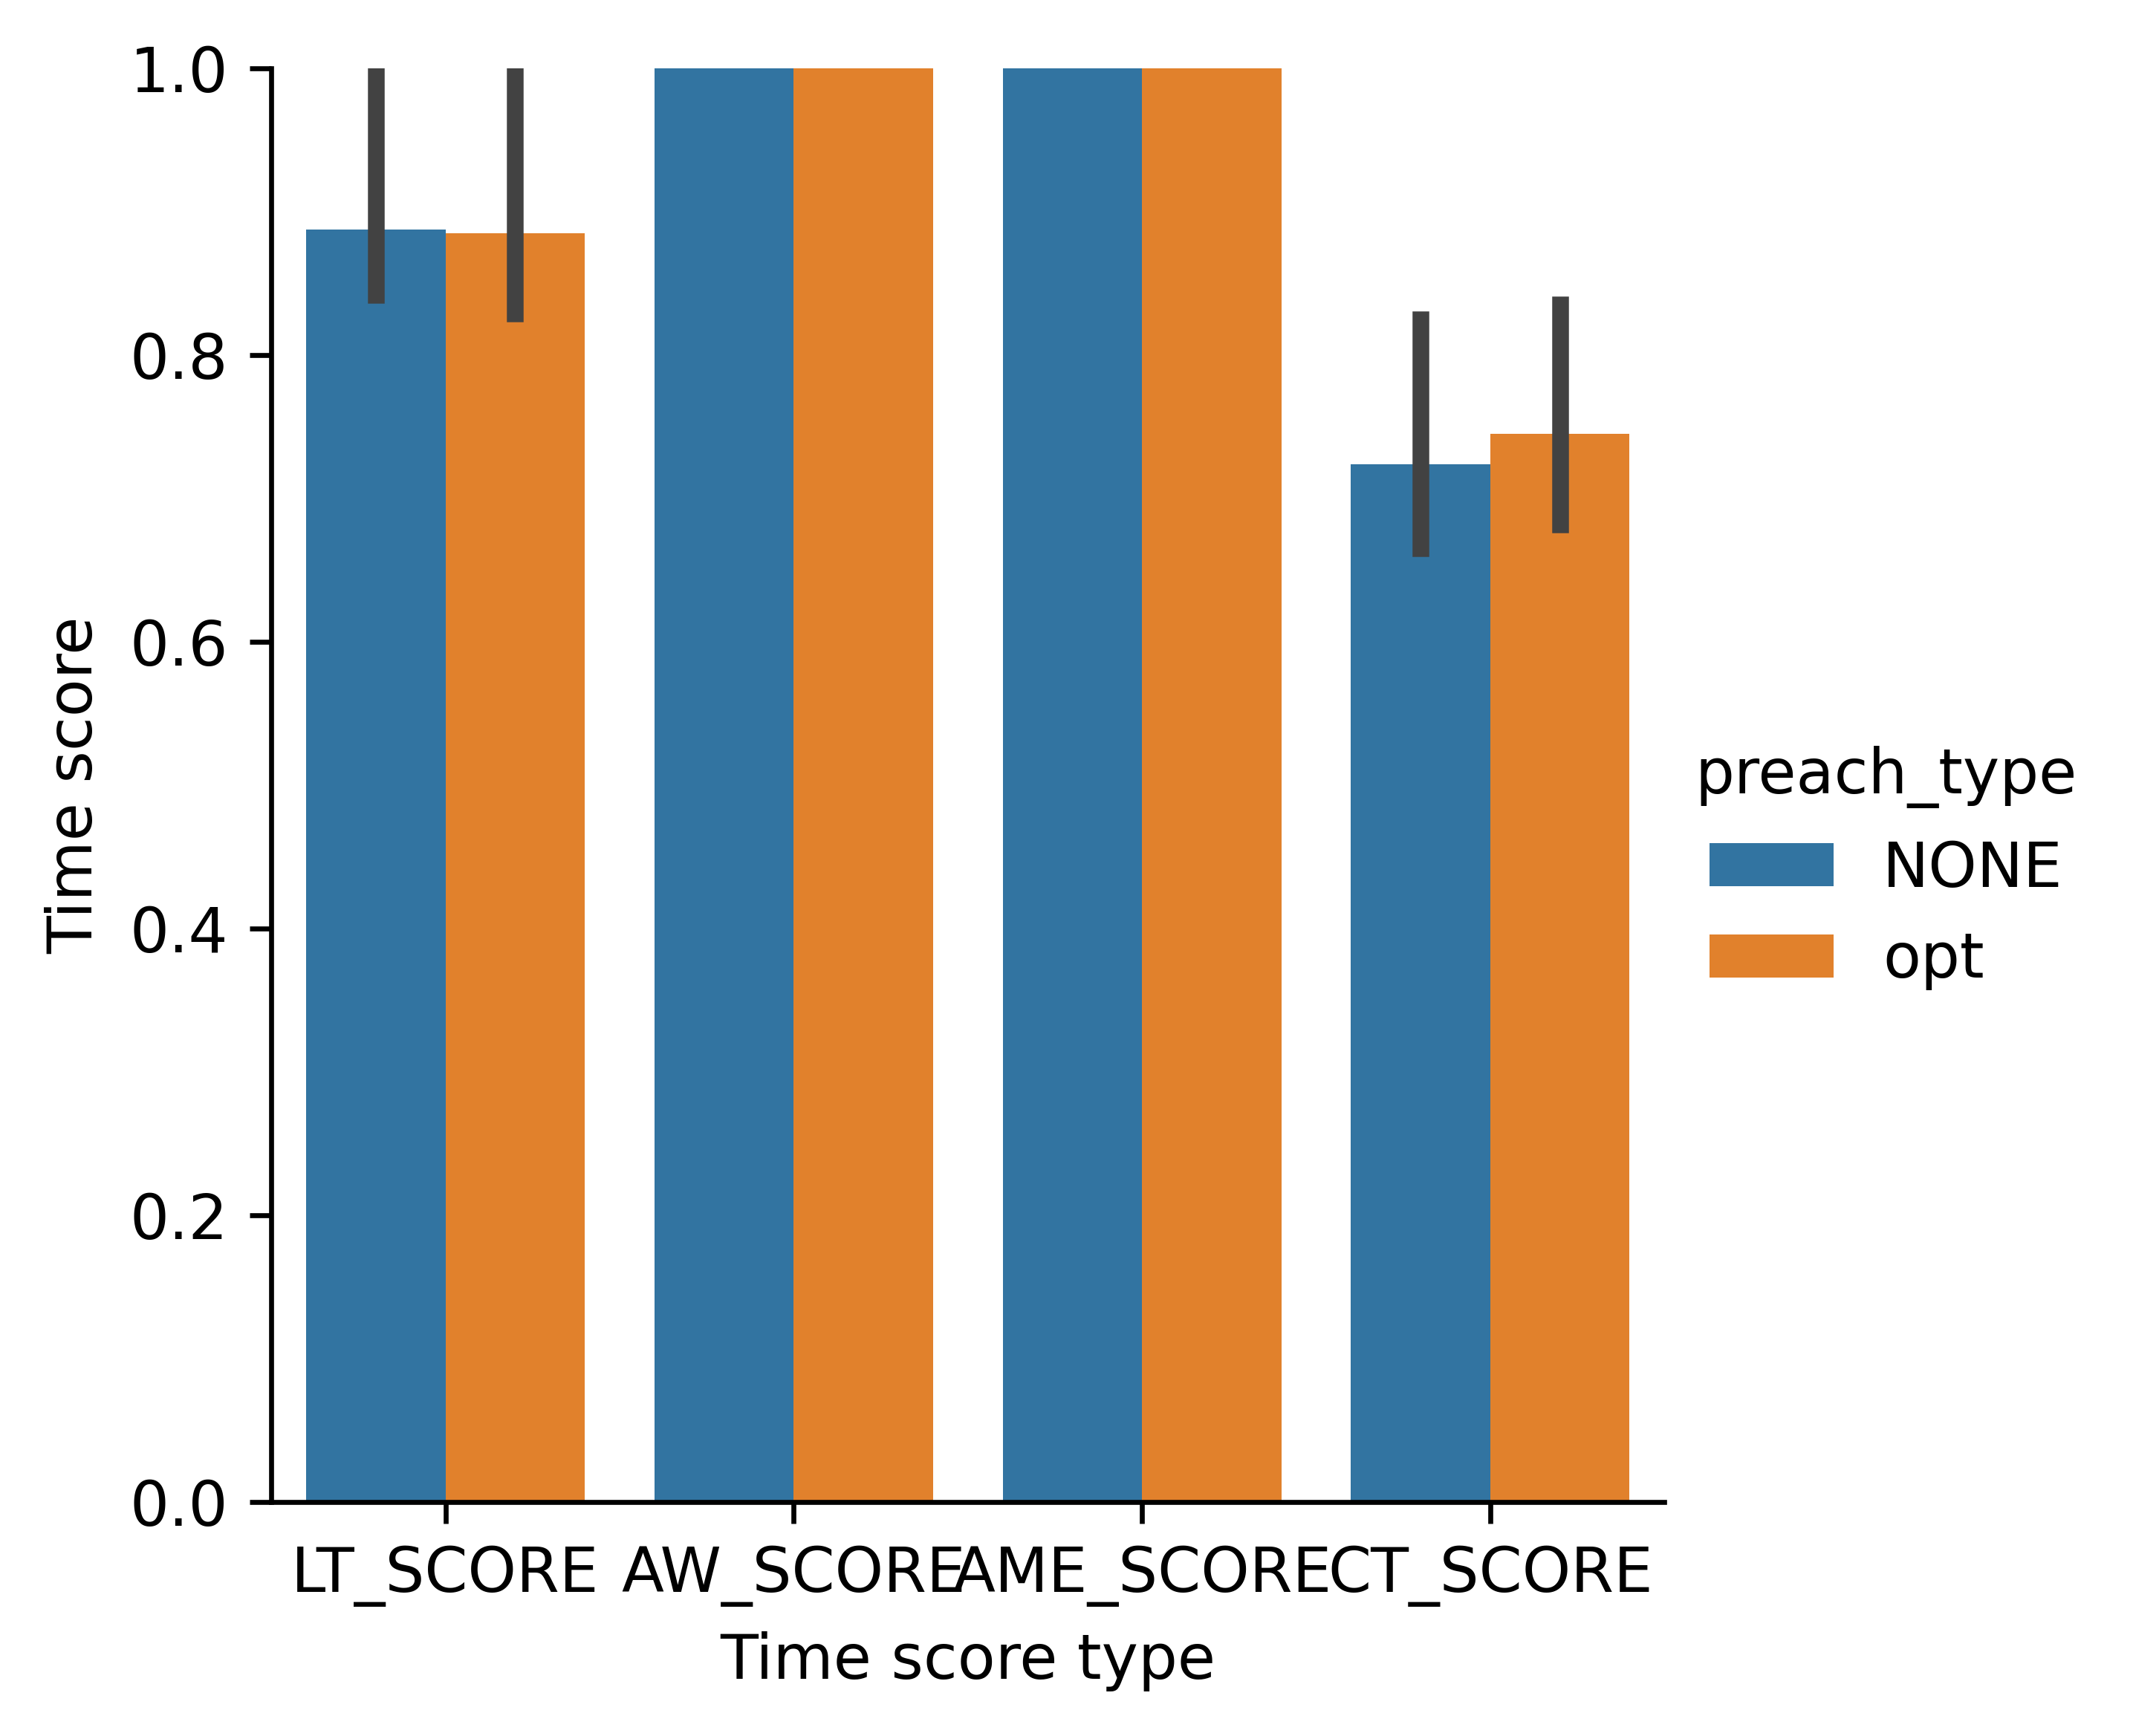 1.0
0.8
0.6
0.4
0.2
0.0
Time score
LT_SCORE AW_SCORE AME_SCORE CT_SCORE
Time score type
preach_type
NONE
opt